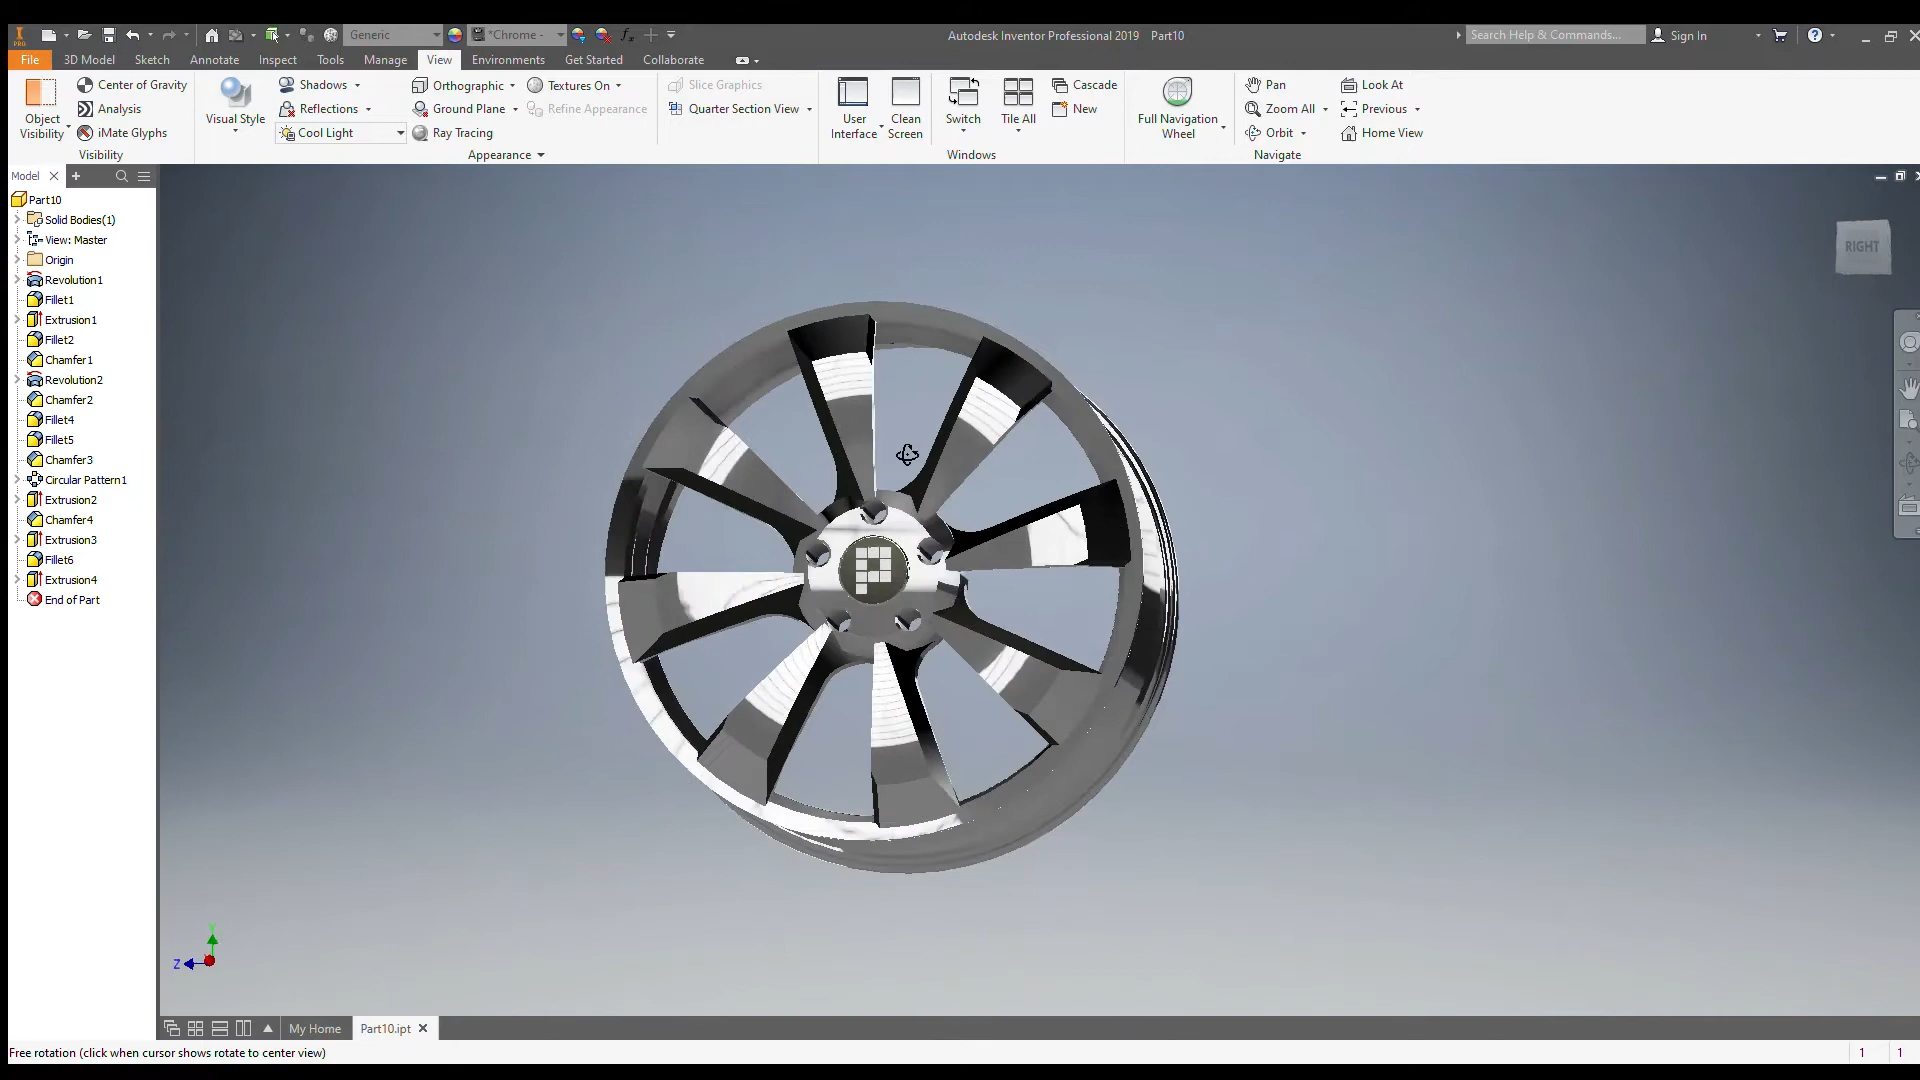 Generic
*Chrome -
Autodesk Inventor Professional 2019 Part10
Search Help & Commands...
Sign In
PRO
File 3D Model Sketch Annotate Inspect Tools Manage View Environments Get Started Collaborate
Object Visibility
Center of Gravity
Analysis
iMate Glyphs
Visibility
Visual Style
Shadows
Reflections
Cool Light
Orthographic
Ground Plane
Ray Tracing
Textures On
Refine Appearance
Appearance
Slice Graphics
Quarter Section View
User Interface
Clean Screen
Switch
Tile All
Cascade
New
Windows
Full Navigation Wheel
Pan
Zoom All
Orbit
Look At
Previous
Home View
Navigate
Model
Part10
Solid Bodies(1)
View: Master
Origin
Revolution1
Fillet1
Extrusion1
Fillet2
Chamfer1
Revolution2
Chamfer2
Fillet4
Fillet5
Chamfer3
Circular Pattern1
Extrusion2
Chamfer4
Extrusion3
Fillet6
Extrusion4
End of Part
RIGHT
P
Y
Z
My Home Part10.ipt
Free rotation (click when cursor shows rotate to center view)
1 1